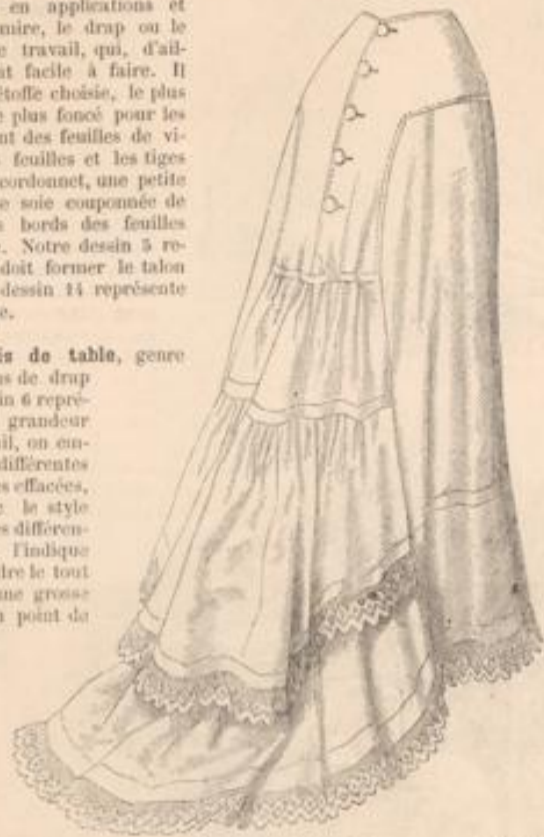 en applications et
mire, le drap ou le
e travail, qui, d'ail-
nt facile à faire. Il
étoffe choisie, le plus
e plus foncé pour les
nt des feuilles de vi-
s feuilles et les tiges
cordonnet, une petite
e soie couponnée de
s bords des feuilles
. Notre dessin 5 re-
doit former le talon
dessin 14 représente
e.
is de table, genre
ns de drap
in 6 repré-
grandeur
il, on em-
différentes
es effacées,
e le style
es différen-
l'indique
dre le tout
une grosse
n point de